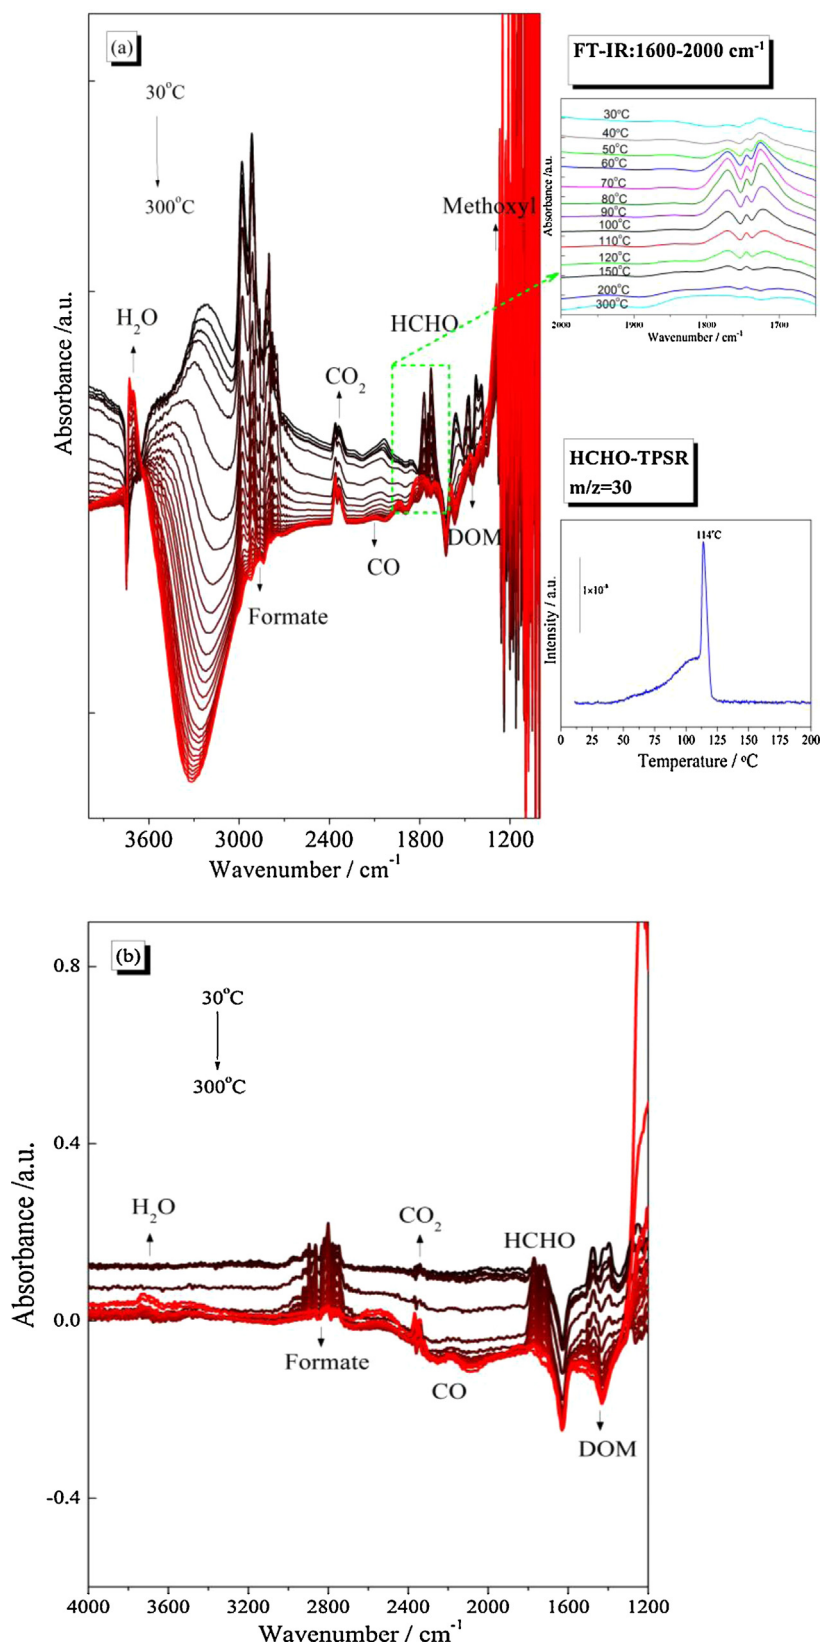 (a)
30°C
300°C
H₂O
HCHO
CO₂
CO
DOM
Formate
Methoxyl
Absorbance /a.u.
3600 3000 2400 1800 1200
Wavenumber / cm⁻¹
FT-IR:1600-2000 cm⁻¹
30°C
40°C
50°C
60°C
70°C
80°C
90°C
100°C
110°C
120°C
150°C
200°C
300°C
Absorbance /a.u.
2000 1900 1800 1700
Wavenumber / cm⁻¹
HCHO-TPSR
m/z=30
114°C
Intensity / a.u.
0 25 50 75 100 125 150 175 200
Temperature / °C
(b)
30°C
300°C
H₂O
CO₂
HCHO
Formate
CO
DOM
0.8
0.4
0.0
-0.4
Absorbance /a.u.
4000 3600 3200 2800 2400 2000 1600 1200
Wavenumber / cm⁻¹